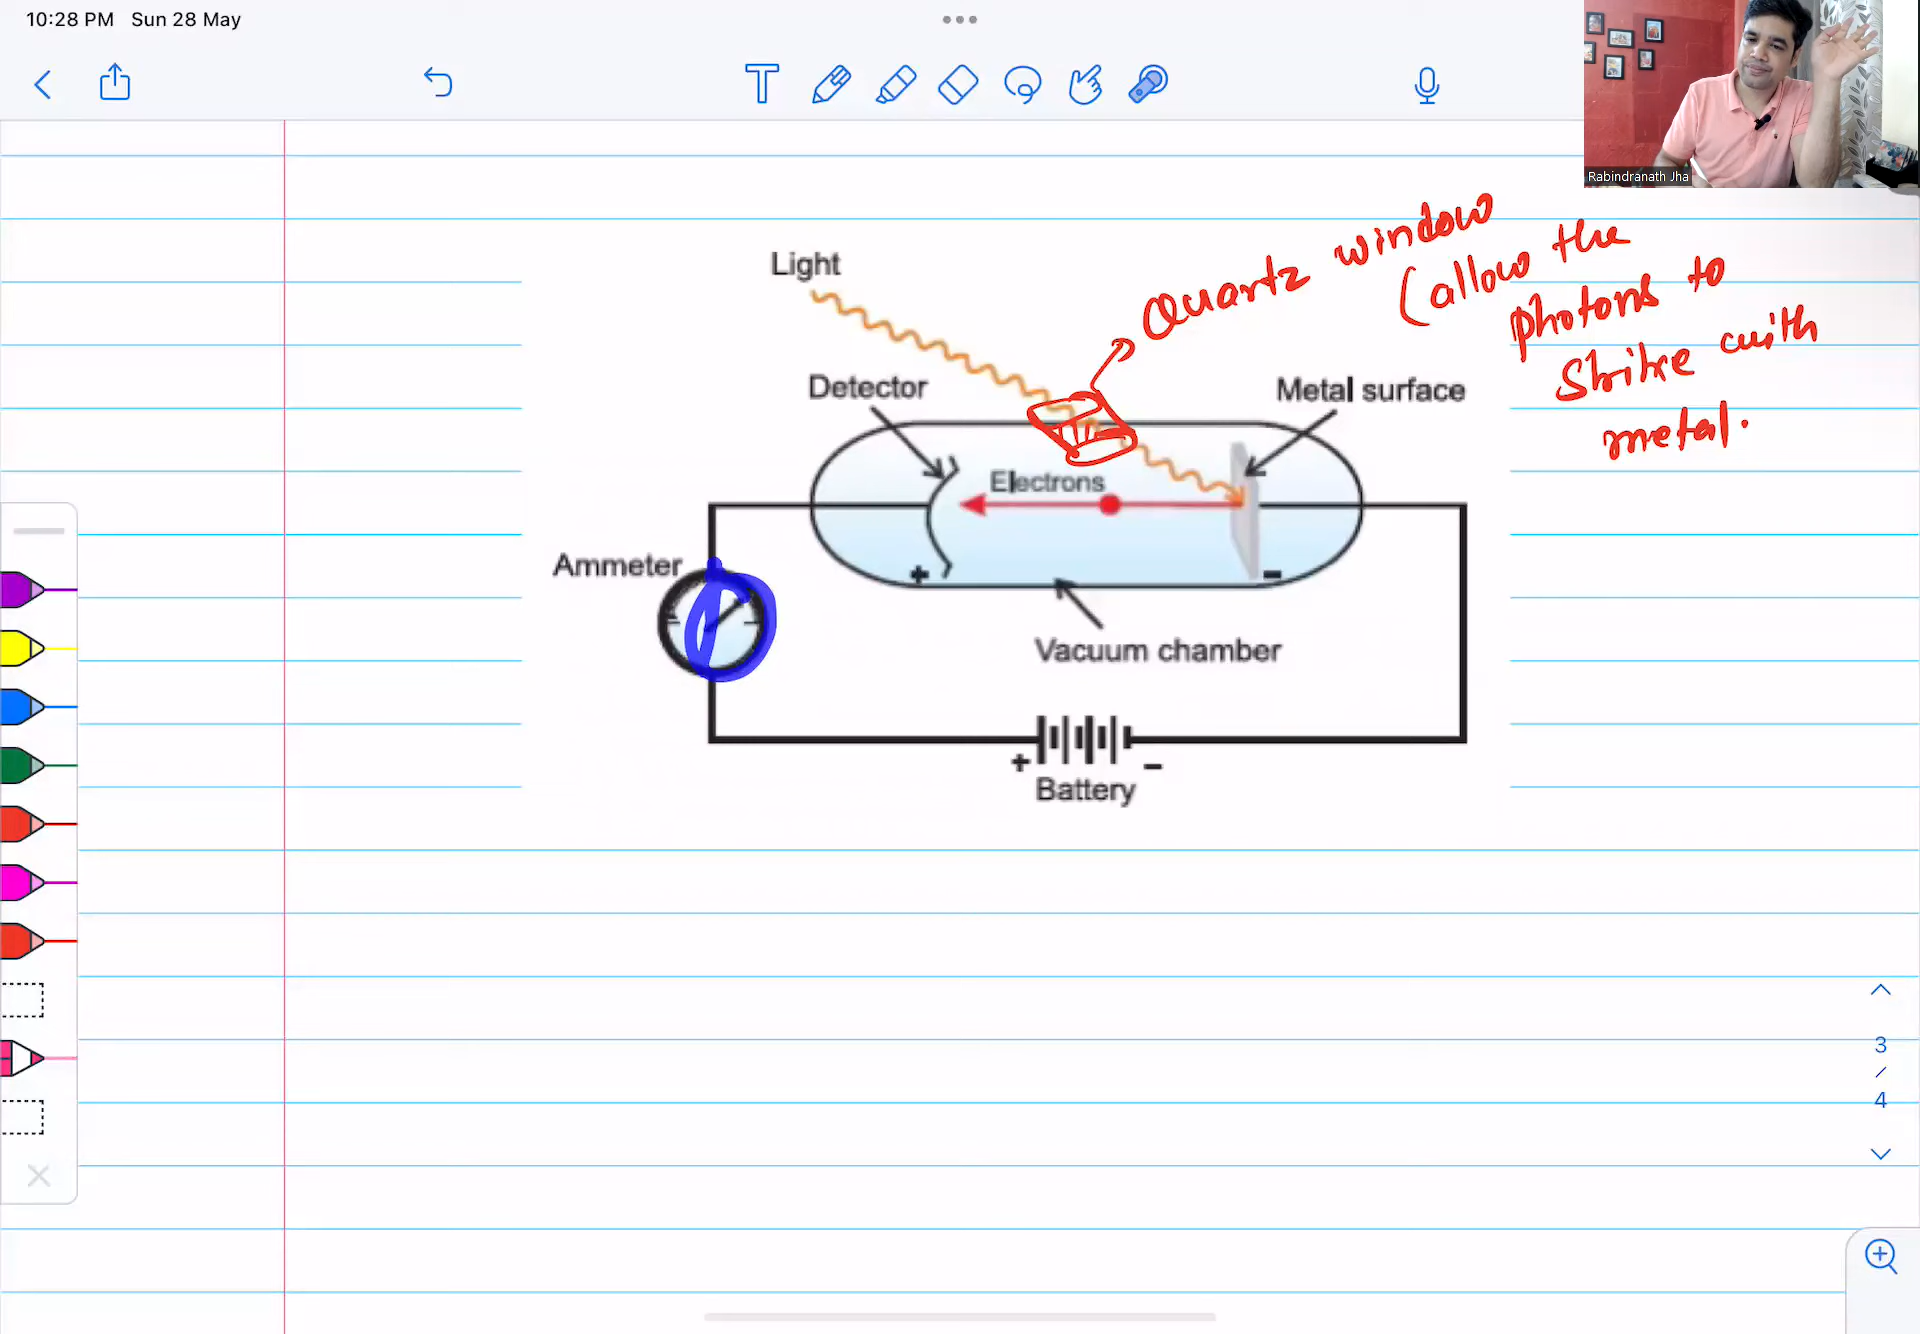 10:28 PM Sun 28 May
Rabindranath Jha
Light
Quartz window
(allow the
photons to
Strike with
metal.
Detector
Metal surface
Electrons
+
-
Ammeter
Vacuum chamber
+
-
Battery
3
/
4